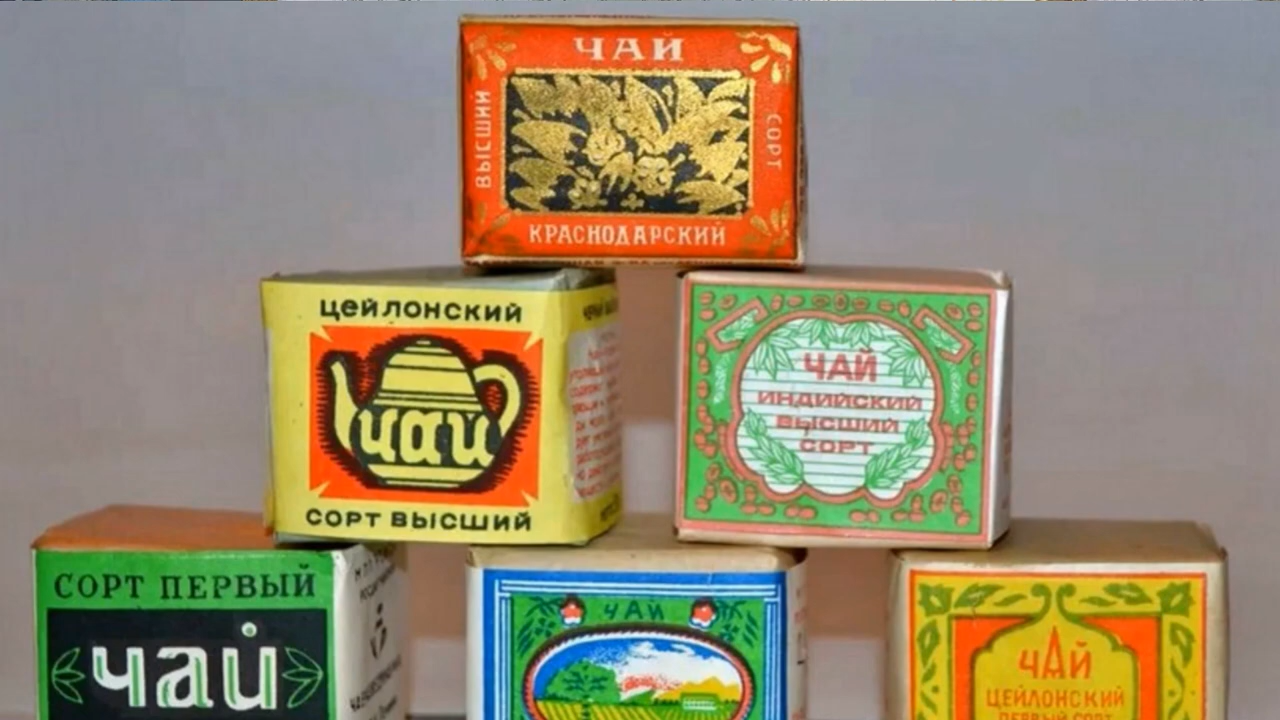 ЧАЙ
ВЫСШИЙ
СОРТ
КРАСНОДАРСКИЙ
ЦЕЙЛОНСКИЙ
чай
СОРТ ВЫСШИЙ
ЧАЙ
ИНДИЙСКИЙ
ВЫСШИЙ
СОРТ
СОРТ ПЕРВЫЙ
чай
ЧАЙ
ЧАЙ
ЦЕЙЛОНСКИЙ
ПЕРВЫЙ СОРТ